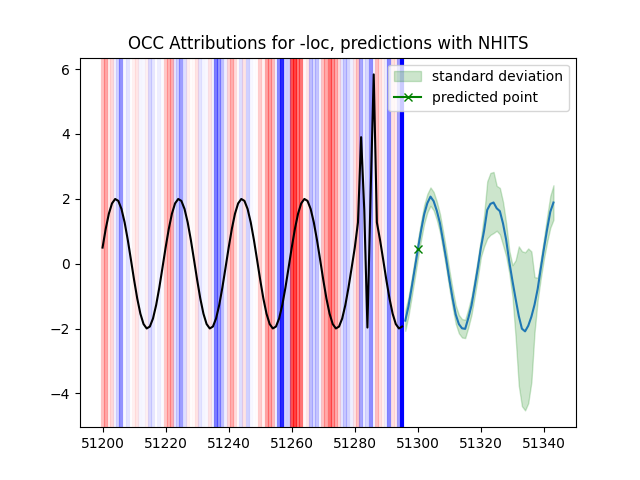 OCC Attributions for -loc, predictions with NHITS
standard deviation
predicted point
6
4
2
0
−2
−4
51200 51220 51240 51260 51280 51300 51320 51340